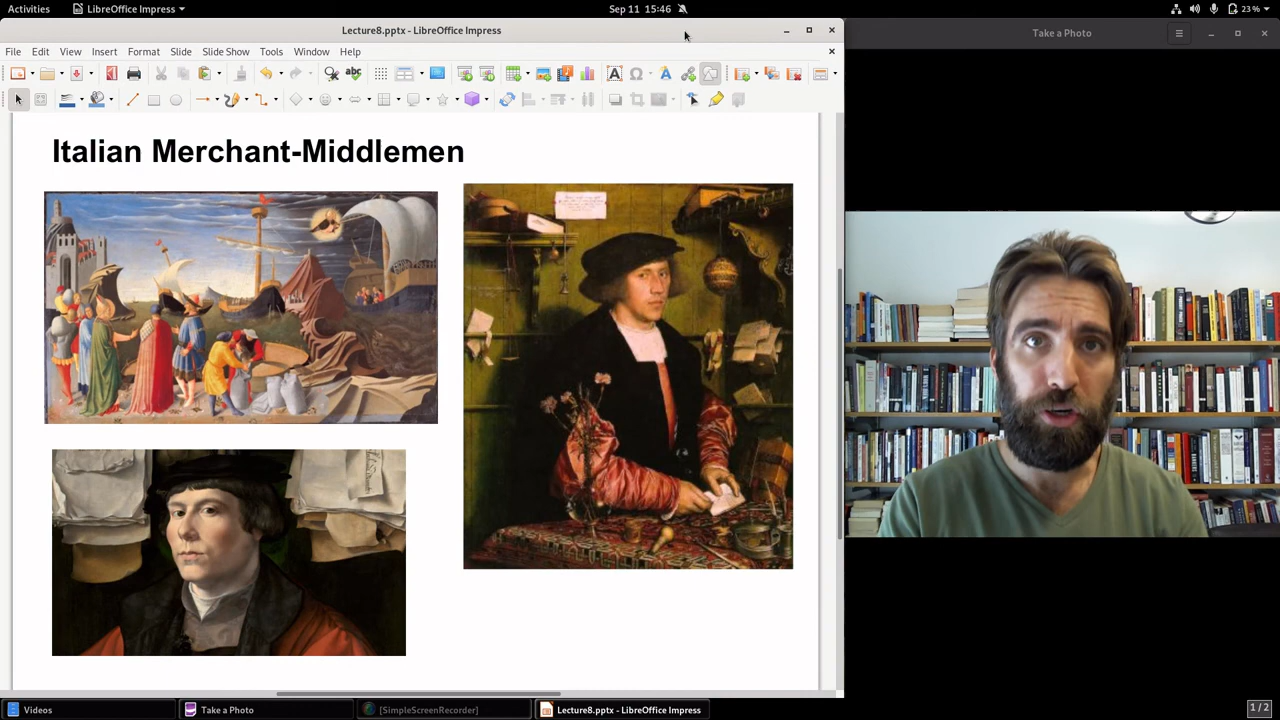 Activities
LibreOffice Impress
Sep 11 15:46
23 %
Lecture8.pptx - LibreOffice Impress
Take a Photo
File Edit View Insert Format Slide Slide Show Tools Window Help
abc
A Ω A
Italian Merchant-Middlemen
Videos
Take a Photo
[SimpleScreenRecorder]
Lecture8.pptx - LibreOffice Impress
1 / 2